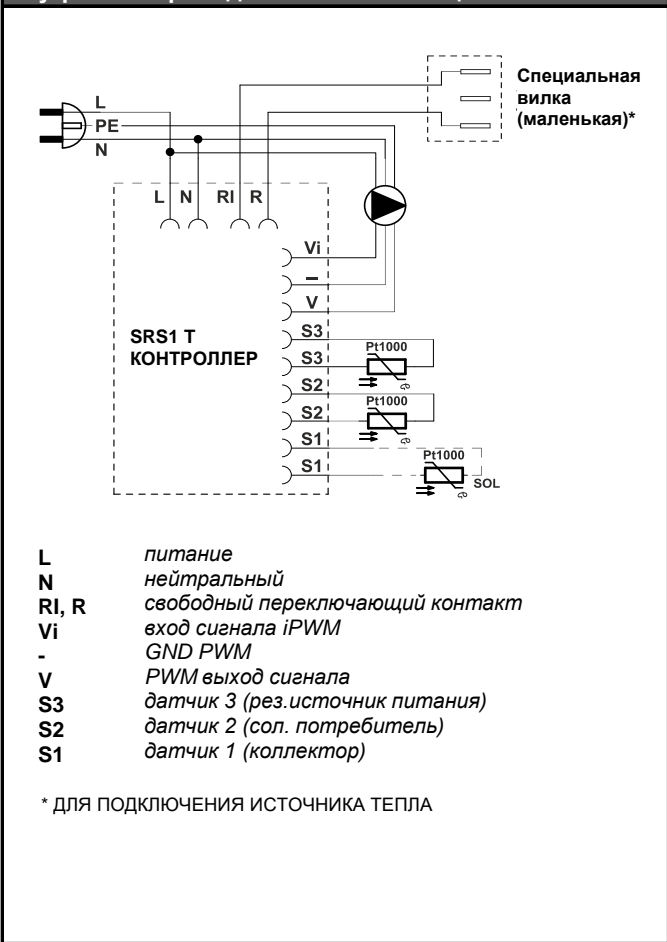 Специальная
вилка
(маленькая)*
L
PE
N
L N RI R
Vi
–
V
S3
S3
S2
S2
S1
S1
SRS1 T
КОНТРОЛЛЕР
Pt1000
Pt1000
Pt1000
SOL
L питание
N нейтральный
RI, R свободный переключающий контакт
Vi вход сигнала iPWM
- GND PWM
V PWM выход сигнала
S3 датчик 3 (рез.источник питания)
S2 датчик 2 (сол. потребитель)
S1 датчик 1 (коллектор)
* ДЛЯ ПОДКЛЮЧЕНИЯ ИСТОЧНИКА ТЕПЛА